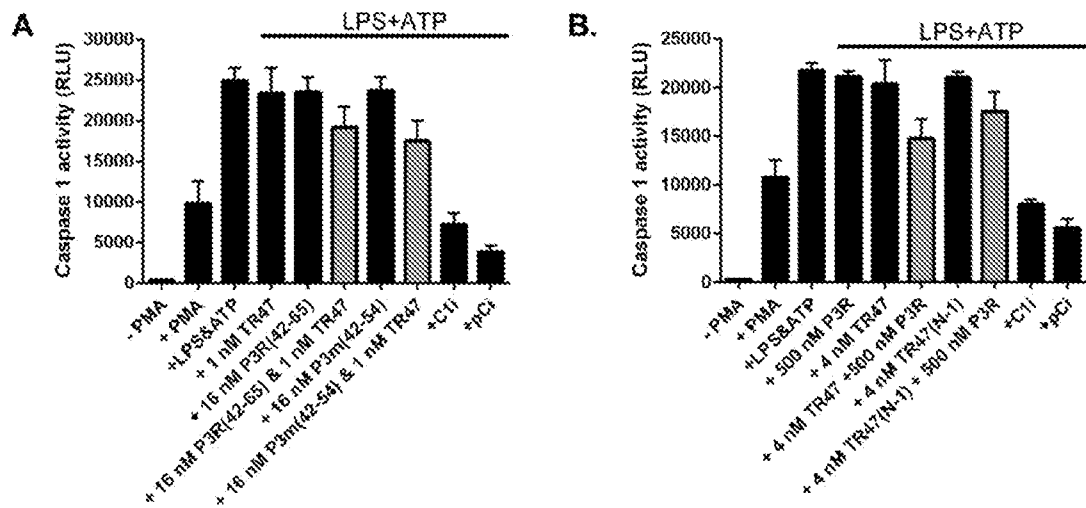 A
LPS+ATP
Caspase 1 activity (RLU)
30000
25000
20000
15000
10000
5000
0
- PMA
+ PMA
+LPS&ATP
+ 1 nM TR47
+ 16 nM P3R(42-65)
+ 16 nM P3R(42-65) & 1 nM TR47
+ 16 nM P3m(42-54)
+ 16 nM P3m(42-54) & 1 nM TR47
+C1i
+pCi
B.
LPS+ATP
Caspase 1 activity (RLU)
25000
20000
15000
10000
5000
0
- PMA
+ PMA
+LPS&ATP
+ 500 nM P3R
+ 4 nM TR47
+ 4 nM TR47 +500 nM P3R
+ 4 nM TR47(N-1)
+ 4 nM TR47(N-1) + 500 nM P3R
+C1i
+pCi